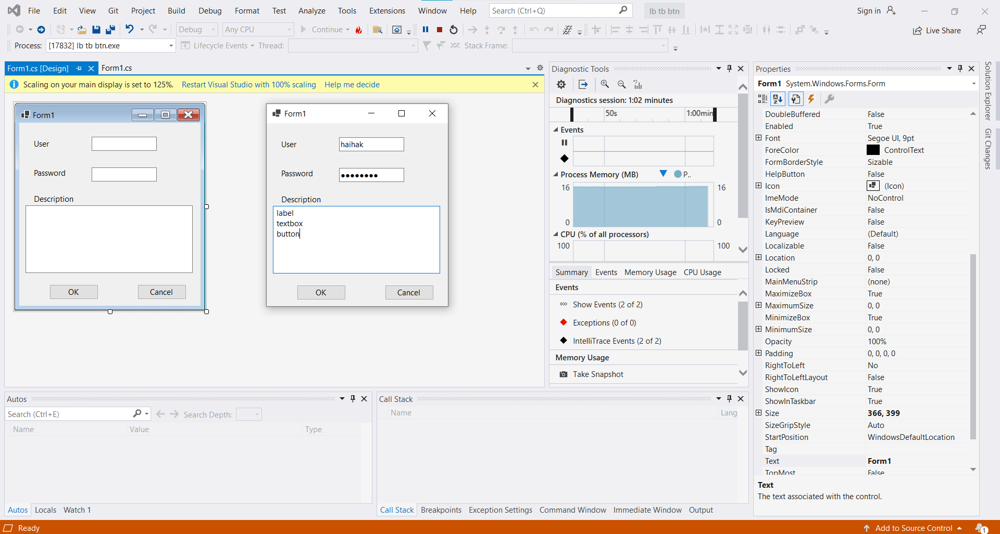 File Edit View Git Project Build Debug Format Test Analyze Tools Extensions Window Help Search (Ctrl+Q) lb tb btn Sign in
Debug Any CPU Continue Live Share
Process: [17832] lb tb btn.exe Lifecycle Events Thread: Stack Frame:
Form1.cs [Design] Form1.cs
Scaling on your main display is set to 125%. Restart Visual Studio with 100% scaling Help me decide
Form1
User
Password
Description
OK Cancel
Form1
User haihak
Password ●●●●●●●●
Description
label
textbox
button
OK Cancel
Diagnostic Tools
Diagnostics session: 1:02 minutes
50s 1:00min
Events
Process Memory (MB) P..
16 16
0 0
CPU (% of all processors)
100 100
Summary Events Memory Usage CPU Usage
Events
Show Events (2 of 2)
Exceptions (0 of 0)
IntelliTrace Events (2 of 2)
Memory Usage
Take Snapshot
Properties
Form1 System.Windows.Forms.Form
DoubleBuffered False
Enabled True
Font Segoe UI, 9pt
ForeColor ControlText
FormBorderStyle Sizable
HelpButton False
Icon (Icon)
ImeMode NoControl
IsMdiContainer False
KeyPreview False
Language (Default)
Localizable False
Location 0, 0
Locked False
MainMenuStrip (none)
MaximizeBox True
MaximumSize 0, 0
MinimizeBox True
MinimumSize 0, 0
Opacity 100%
Padding 0, 0, 0, 0
RightToLeft No
RightToLeftLayout False
ShowIcon True
ShowInTaskbar True
Size 366, 399
SizeGripStyle Auto
StartPosition WindowsDefaultLocation
Tag
Text Form1
TopMost False
Text
The text associated with the control.
Solution Explorer
Git Changes
Autos
Search (Ctrl+E) Search Depth:
Name Value Type
Autos Locals Watch 1
Call Stack
Name Lang
Call Stack Breakpoints Exception Settings Command Window Immediate Window Output
Ready Add to Source Control 1